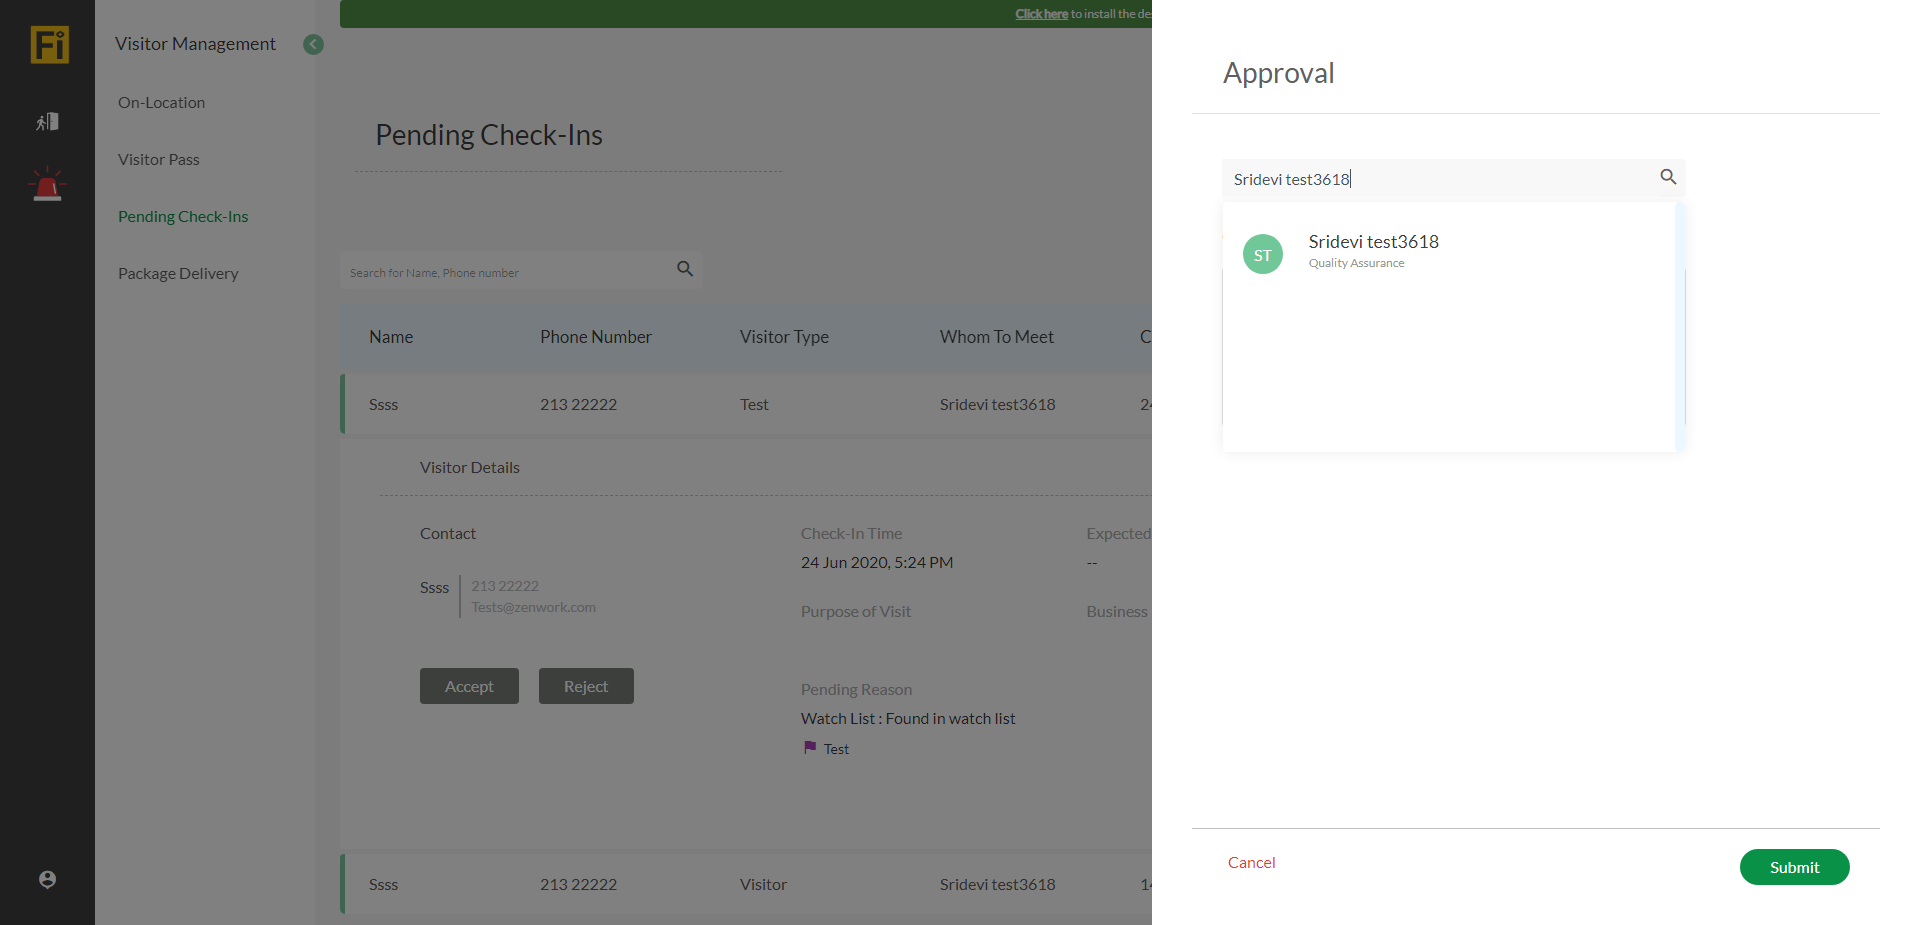 Fi
Visitor Management
On-Location
Visitor Pass
Pending Check-Ins
Package Delivery
Click here to install the de
Pending Check-Ins
Search for Name, Phone number
Name Phone Number Visitor Type Whom To Meet C
Ssss 213 22222 Test Sridevi test3618 24
Visitor Details
Contact
Ssss
213 22222
Tests@zenwork.com
Accept Reject
Check-In Time
24 Jun 2020, 5:24 PM
Expected
--
Purpose of Visit
Business
Pending Reason
Watch List : Found in watch list
Test
Ssss 213 22222 Visitor Sridevi test3618 14
Approval
Sridevi test3618
ST
Sridevi test3618
Quality Assurance
Cancel
Submit